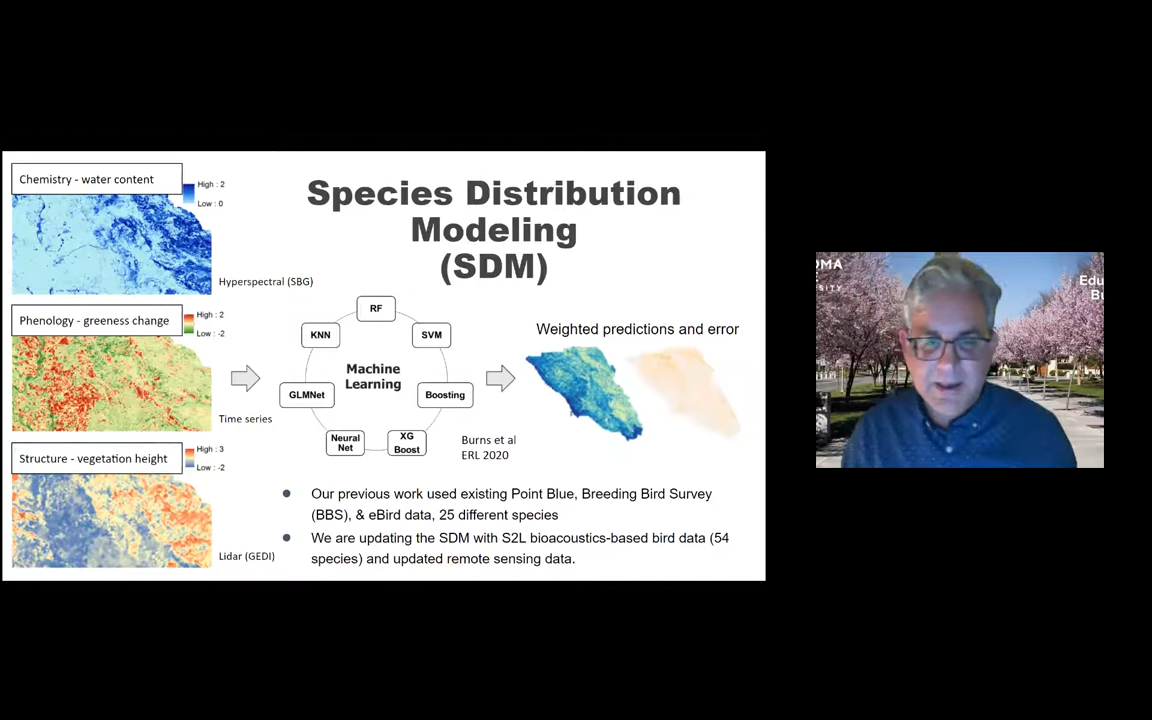 Chemistry - water content
High : 2
Low : 0
Hyperspectral (SBG)
Phenology - greeness change
High : 2
Low : -2
Time series
Structure - vegetation height
High : 3
Low : -2
Lidar (GEDI)
Species Distribution
Modeling
(SDM)
RF
KNN
SVM
Machine
Learning
GLMNet
Boosting
Neural
Net
XG
Boost
Weighted predictions and error
Burns et al
ERL 2020
Our previous work used existing Point Blue, Breeding Bird Survey
(BBS), & eBird data, 25 different species
We are updating the SDM with S2L bioacoustics-based bird data (54
species) and updated remote sensing data.
OMA
SITY
Edu
Bu